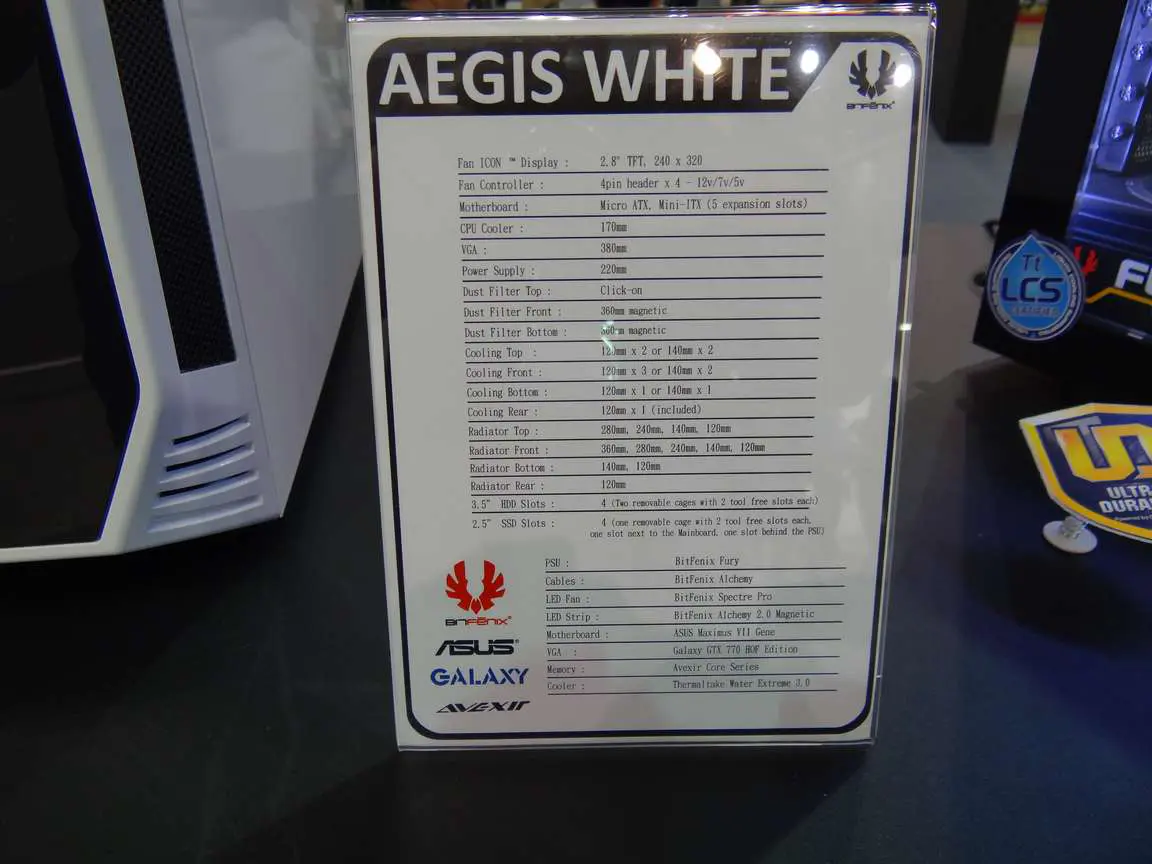 AEGIS WHITE
BITFENIX
Fan ICON ™ Display : 2.8" TFT, 240 x 320
Fan Controller : 4pin header x 4 - 12v/7v/5v
Motherboard : Micro ATX, Mini-ITX (5 expansion slots)
CPU Cooler : 170mm
VGA : 380mm
Power Supply : 220mm
Dust Filter Top : Click-on
Dust Filter Front : 360mm magnetic
Dust Filter Bottom : magnetic
Cooling Top : 120mm x 2 or 140mm x 2
Cooling Front : 120mm x 3 or 140mm x 2
Cooling Bottom : 120mm x 1 or 140mm x 1
Cooling Rear : 120mm x 1 (included)
Radiator Top : 280mm, 240mm, 140mm, 120mm
Radiator Front : 360mm, 280mm, 240mm, 140mm, 120mm
Radiator Bottom : 140mm, 120mm
Radiator Rear : 120mm
3.5" HDD Slots : 4 (Two removable cages with 2 tool free slots each)
2.5" SSD Slots : 4 (one removable cage with 2 tool free slots each,
one slot next to the Mainboard, one slot behind the PSU)
PSU : BitFenix Fury
Cables : BitFenix Alchemy
LED Fan : BitFenix Spectre Pro
LED Strip : BitFenix Alchemy 2.0 Magnetic
Motherboard : ASUS Maximus VII Gene
VGA : Galaxy GTX 770 HOF Edition
Memory : Avexir Core Series
Cooler : Thermaltake Water Extreme 3.0
BITFENIX®
ASUS®
GALAXY
AVEXIR
Tt
LCS
CERTIFIED